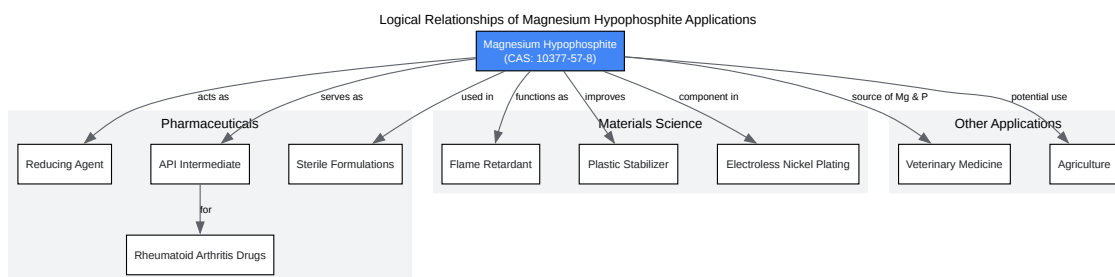 Logical Relationships of Magnesium Hypophosphite Applications
Magnesium Hypophosphite
(CAS: 10377-57-8)
acts as
serves as
used in
functions as
improves
component in
source of Mg & P
potential use
Pharmaceuticals
Materials Science
Other Applications
Reducing Agent
API Intermediate
Sterile Formulations
Flame Retardant
Plastic Stabilizer
Electroless Nickel Plating
Veterinary Medicine
Agriculture
for
Rheumatoid Arthritis Drugs